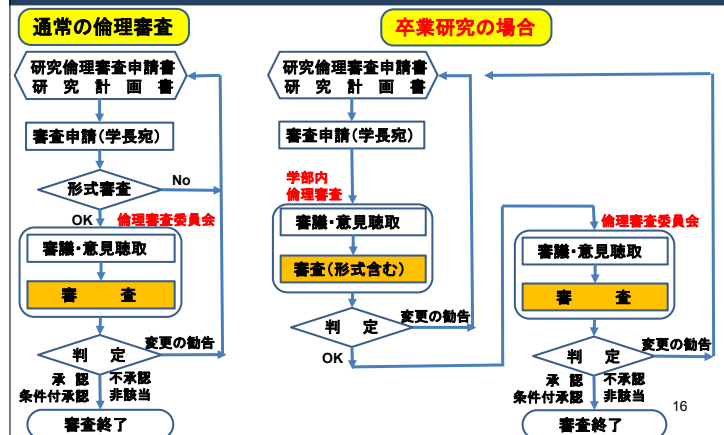 通常の倫理審査
研究倫理審査申請書
研究計画書
審査申請(学長宛)
形式審査
No
OK
倫理審査委員会
審議・意見聴取
審　査
判　定
変更の勧告
承　認
条件付承認
不承認
非該当
審査終了
卒業研究の場合
研究倫理審査申請書
研究計画書
審査申請(学長宛)
学部内
倫理審査
審議・意見聴取
審査(形式含む)
判　定
変更の勧告
OK
倫理審査委員会
審議・意見聴取
審　査
判　定
変更の勧告
承　認
条件付承認
不承認
非該当
審査終了
16